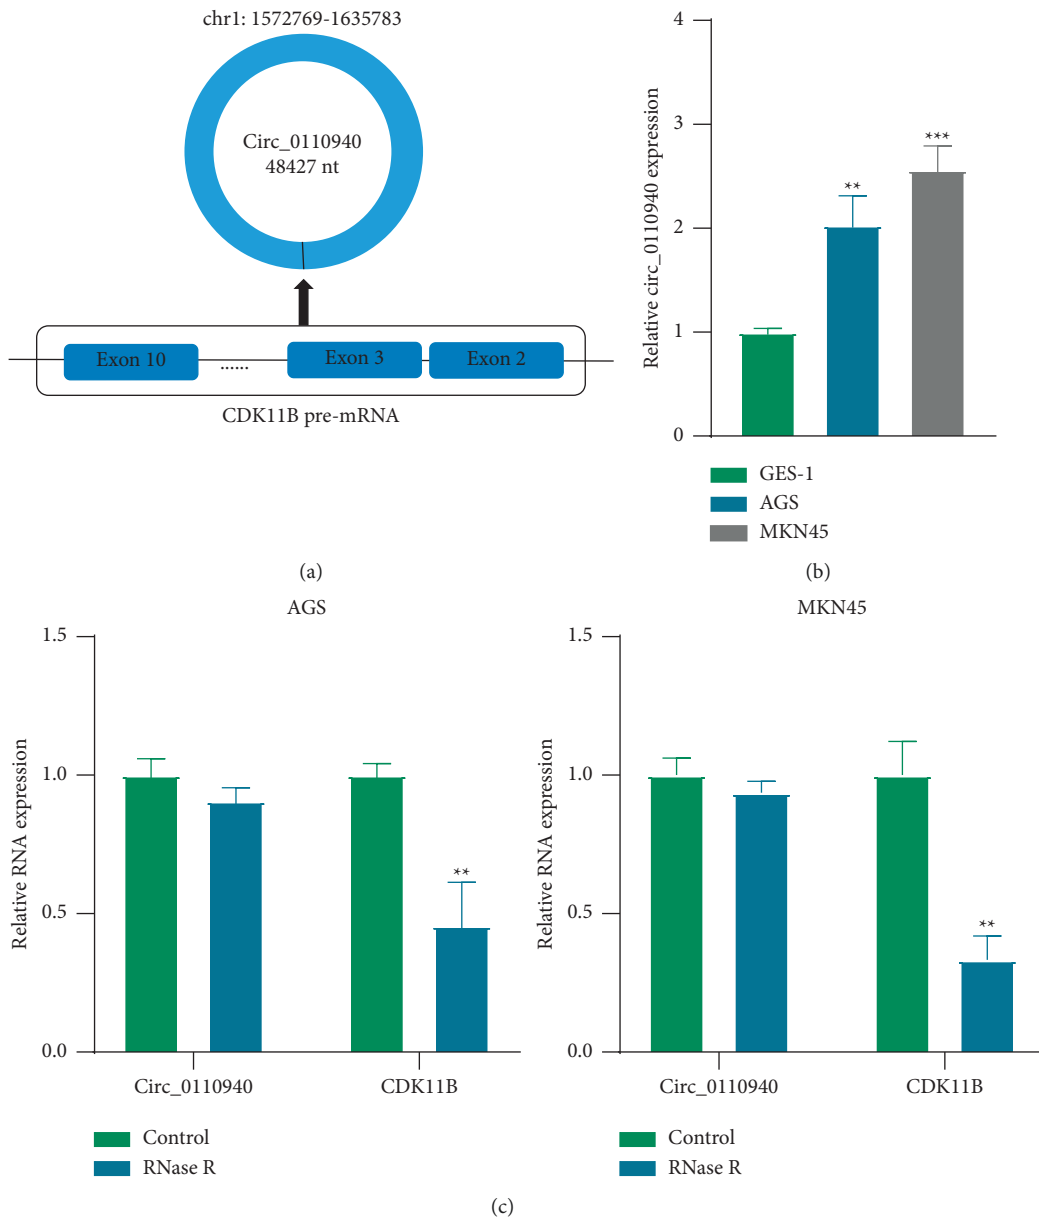 chr1: 1572769-1635783
Circ_0110940
48427 nt
Exon 10
......
Exon 3
Exon 2
CDK11B pre-mRNA
(a)
Relative circ_0110940 expression
4
3
2
1
0
**
***
GES-1
AGS
MKN45
(b)
AGS
Relative RNA expression
1.5
1.0
0.5
0.0
**
Circ_0110940
CDK11B
Control
RNase R
MKN45
Relative RNA expression
1.5
1.0
0.5
0.0
**
Circ_0110940
CDK11B
Control
RNase R
(c)